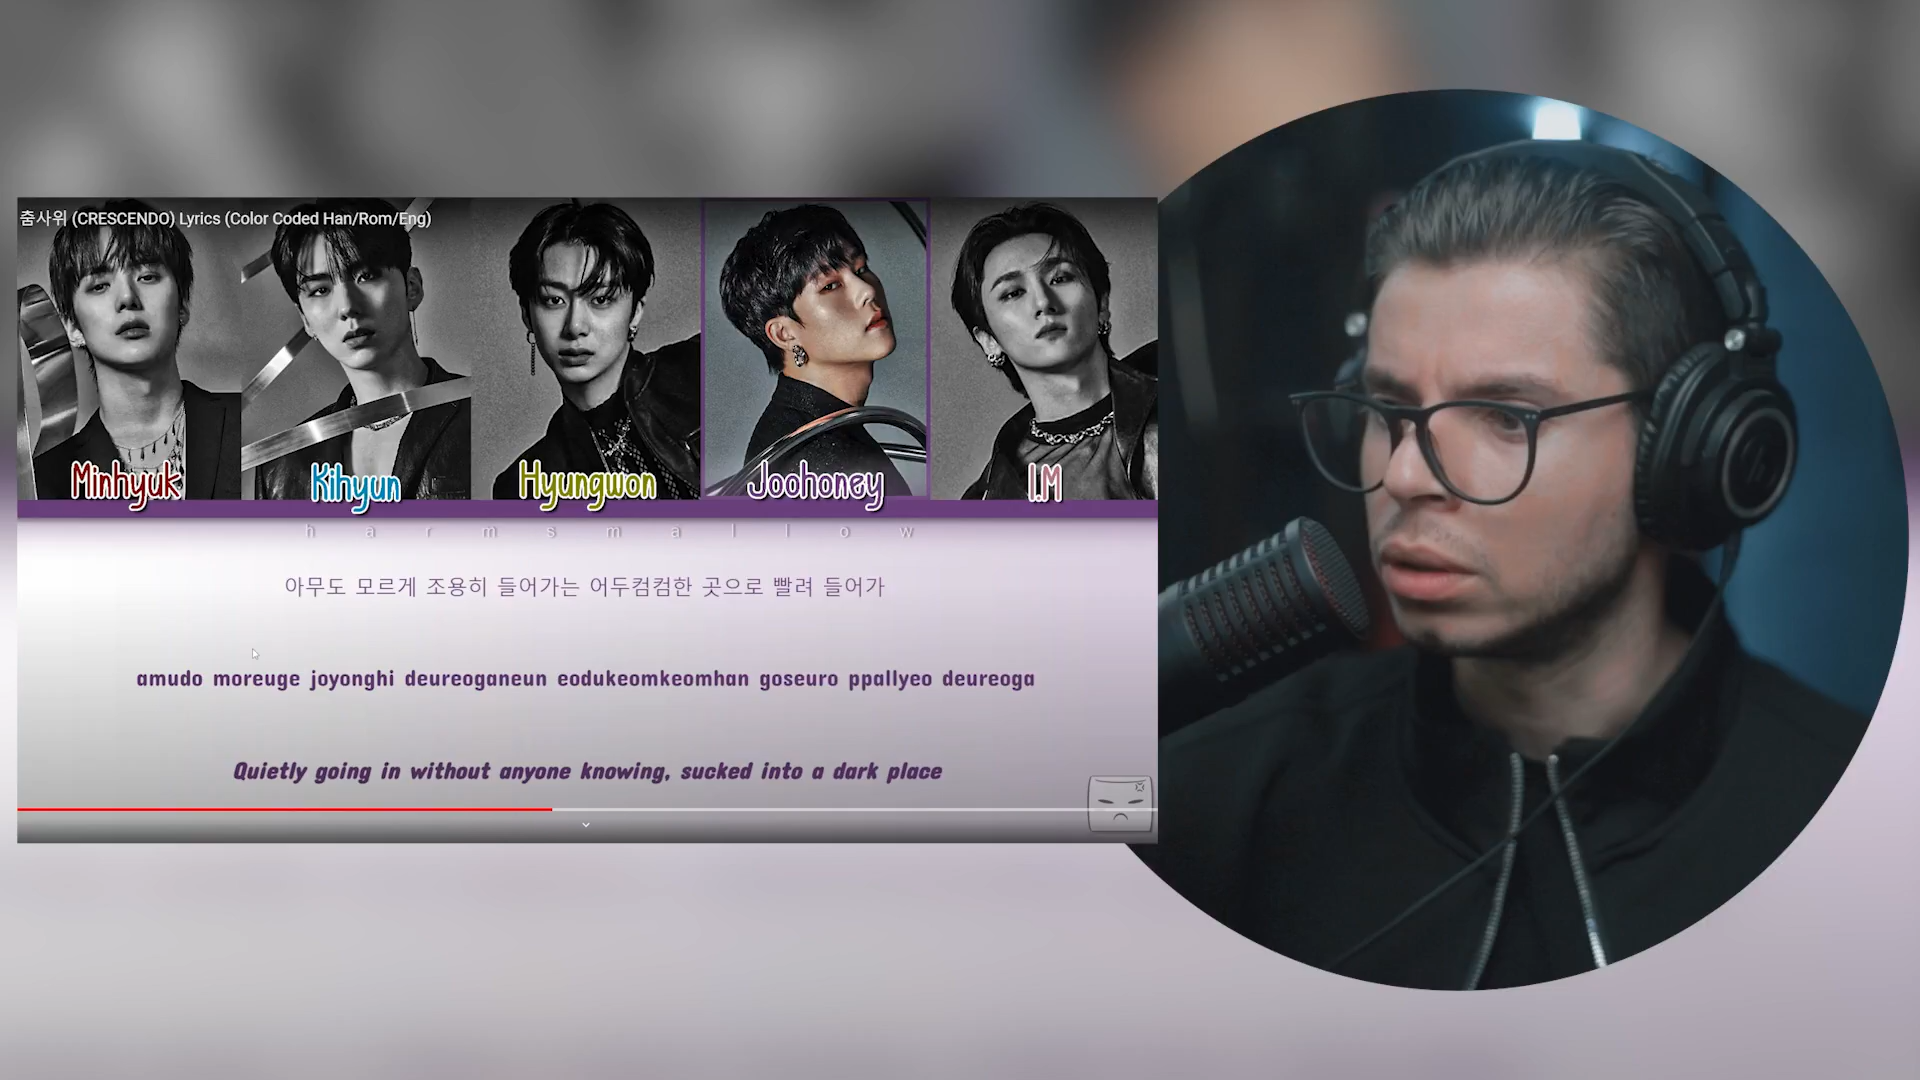 춤사위 (CRESCENDO) Lyrics (Color Coded Han/Rom/Eng)
Minhyuk Kihyun Hyungwon Joohoney I.M
harmsmallow
아무도 모르게 조용히 들어가는 어두컴컴한 곳으로 빨려 들어가
amudo moreuge joyonghi deureoganeun eodukeomkeomhan goseuro ppallyeo deureoga
Quietly going in without anyone knowing, sucked into a dark place